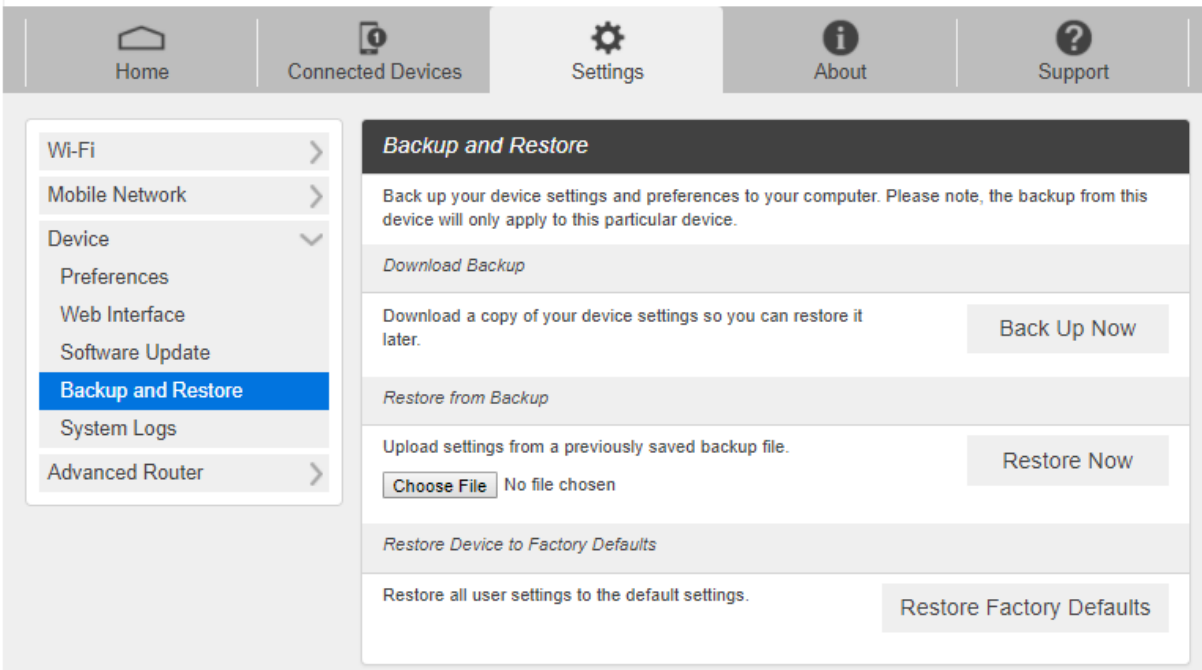 1
Home
Connected Devices
Settings
About
Support
Wi-Fi
Mobile Network
Device
Preferences
Web Interface
Software Update
Backup and Restore
System Logs
Advanced Router
Backup and Restore
Back up your device settings and preferences to your computer. Please note, the backup from this
device will only apply to this particular device.
Download Backup
Download a copy of your device settings so you can restore it
later.
Back Up Now
Restore from Backup
Upload settings from a previously saved backup file.
Choose File No file chosen
Restore Now
Restore Device to Factory Defaults
Restore all user settings to the default settings.
Restore Factory Defaults